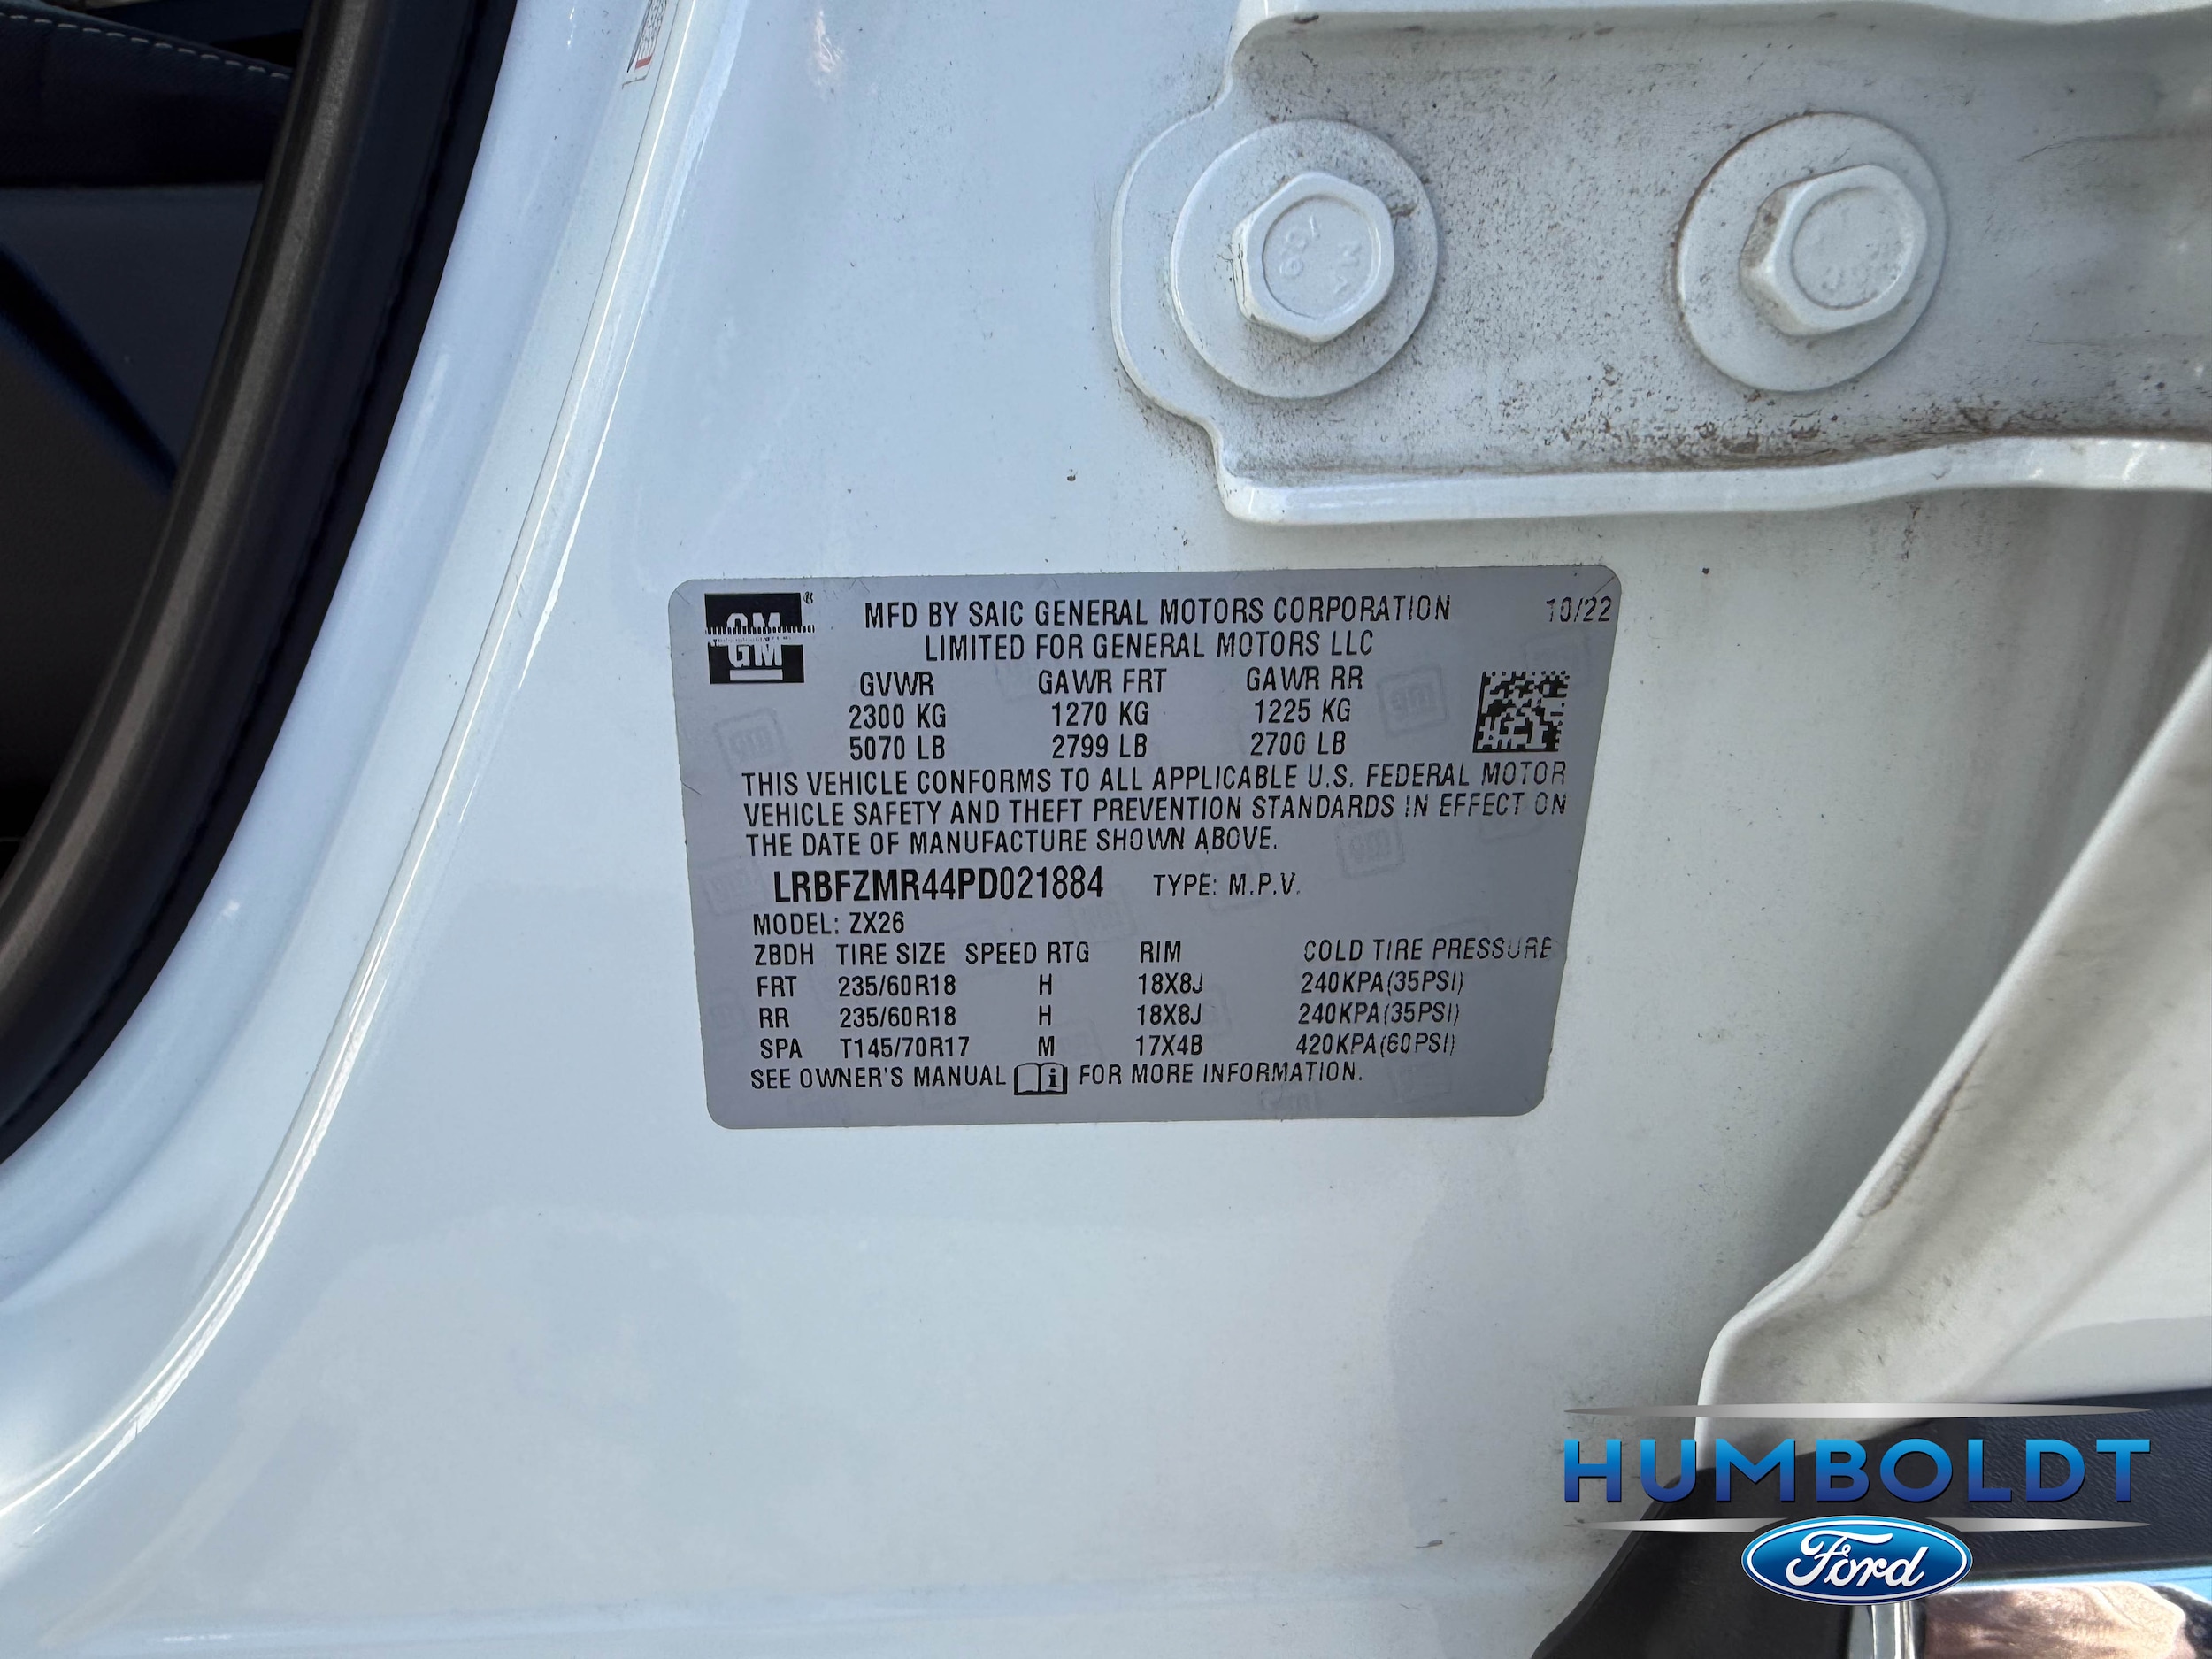 GM
MFD BY SAIC GENERAL MOTORS CORPORATION 10/22
LIMITED FOR GENERAL MOTORS LLC
GVWR GAWR FRT GAWR RR
2300 KG 1270 KG 1225 KG
5070 LB 2799 LB 2700 LB
THIS VEHICLE CONFORMS TO ALL APPLICABLE U.S. FEDERAL MOTOR
VEHICLE SAFETY AND THEFT PREVENTION STANDARDS IN EFFECT ON
THE DATE OF MANUFACTURE SHOWN ABOVE.
LRBFZMR44PD021884 TYPE: M.P.V.
MODEL: ZX26
ZBDH TIRE SIZE SPEED RTG RIM COLD TIRE PRESSURE
FRT 235/60R18 H 18X8J 240KPA(35PSI)
RR 235/60R18 H 18X8J 240KPA(35PSI)
SPA T145/70R17 M 17X4B 420KPA(60PSI)
SEE OWNER'S MANUAL FOR MORE INFORMATION.
HUMBOLDT
Ford